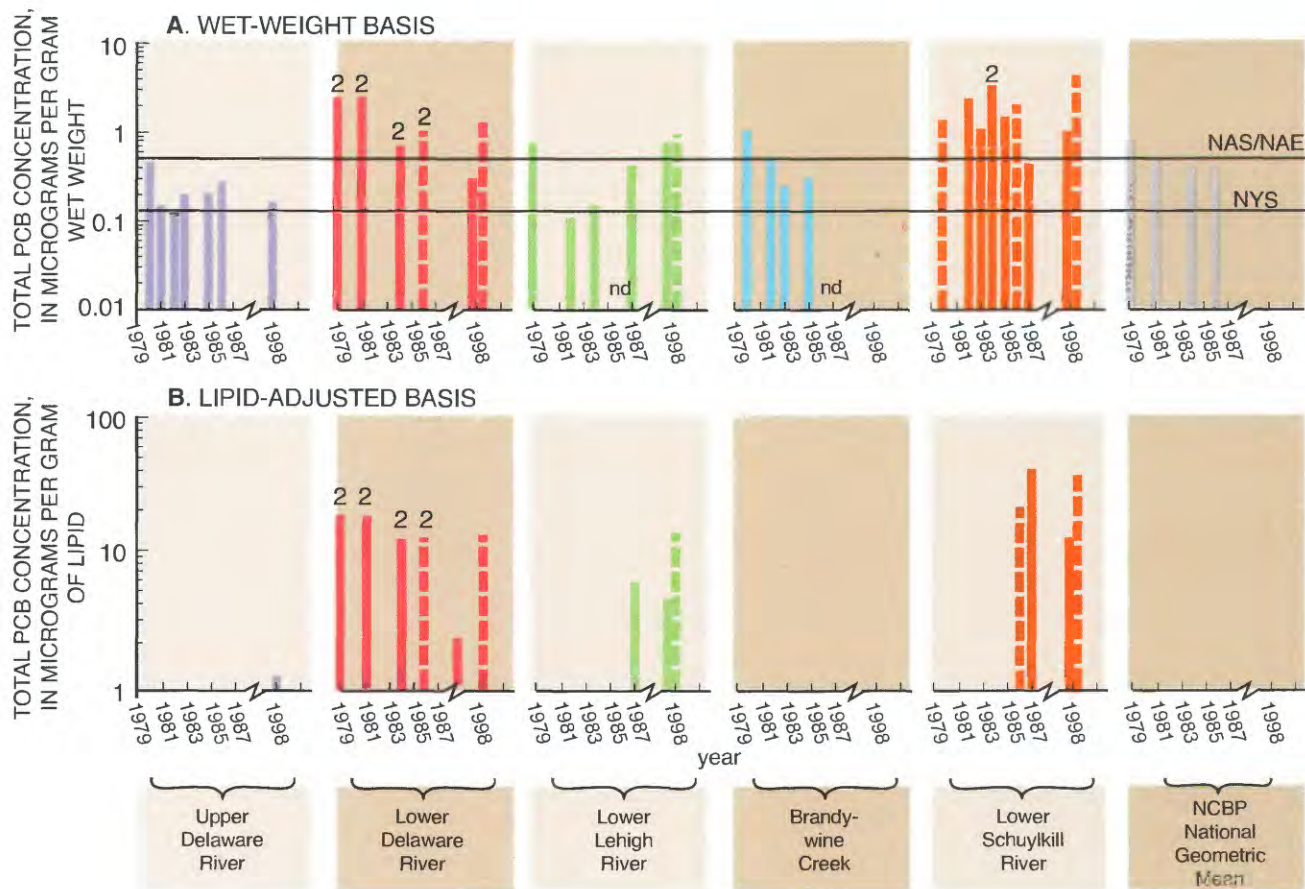 A. WET-WEIGHT BASIS
TOTAL PCB CONCENTRATION,
IN MICROGRAMS PER GRAM
WET WEIGHT
10
1
0.1
0.01
2 2
2 2
2
nd
nd
NAS/NAE
NYS
1979 1981 1983 1985 1987 1998
1979 1981 1983 1985 1987 1998
1979 1981 1983 1985 1987 1998
1979 1981 1983 1985 1987 1998
1979 1981 1983 1985 1987 1998
1979 1981 1983 1985 1987 1998
B. LIPID-ADJUSTED BASIS
TOTAL PCB CONCENTRATION,
IN MICROGRAMS PER GRAM
OF LIPID
100
10
1
2 2
2 2
1979 1981 1983 1985 1987 1998
1979 1981 1983 1985 1987 1998
1979 1981 1983 1985 1987 1998
1979 1981 1983 1985 1987 1998
1979 1981 1983 1985 1987 1998
1979 1981 1983 1985 1987 1998
year
Upper
Delaware
River
Lower
Delaware
River
Lower
Lehigh
River
Brandy-
wine
Creek
Lower
Schuylkill
River
NCBP
National
Geometric
Mean